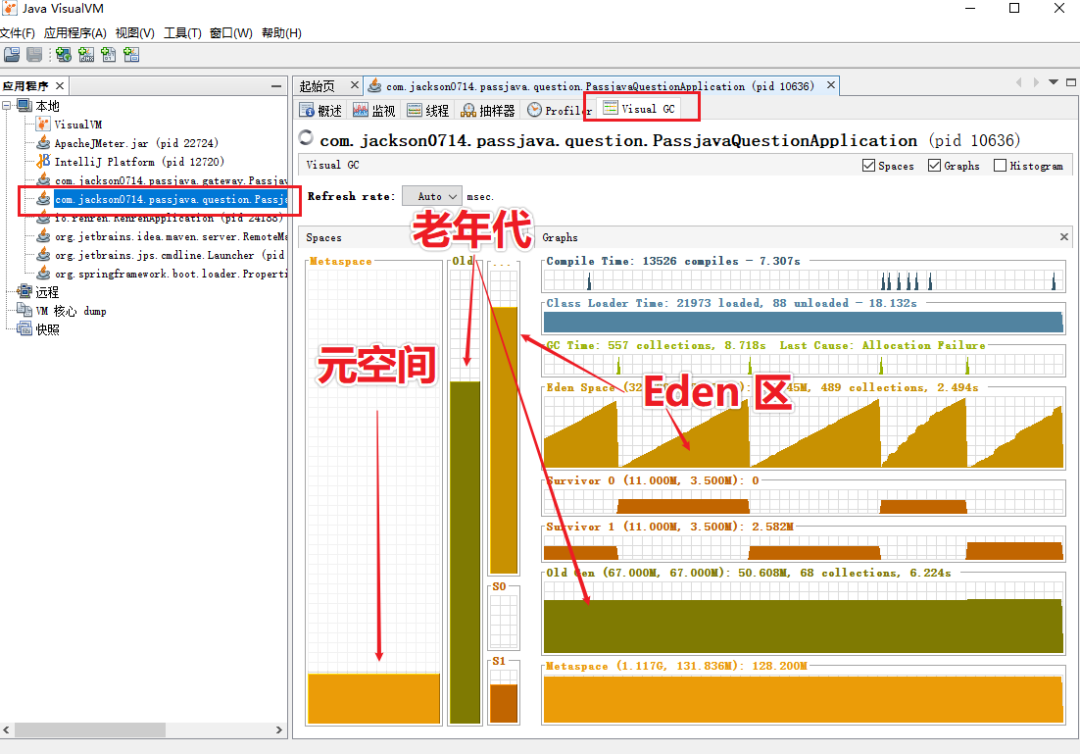 Java VisualVM
文件(F) 应用程序(A) 视图(V) 工具(T) 窗口(W) 帮助(H)
应用程序
本地
VisualVM
ApacheJMeter.jar (pid 22724)
IntelliJ Platform (pid 12720)
com.jackson0714.passjava.gateway.Passjav
com.jackson0714.passjava.question.Passja
io.renren.RenrenApplication (pid 24188)
org.jetbrains.idea.maven.server.RemoteMa
org.jetbrains.jps.cmdline.Launcher (pid
org.springframework.boot.loader.Properti
远程
VM 核心 dump
快照
起始页
com.jackson0714.passjava.question.PassjavaQuestionApplication (pid 10636)
概述 监视 线程 抽样器 Profiler Visual GC
com.jackson0714.passjava.question.PassjavaQuestionApplication (pid 10636)
Visual GC
Spaces Graphs Histogram
Refresh rate: Auto msec.
老年代
Spaces
Metaspace
Old
...
元空间
S0
S1
Graphs
Compile Time: 13526 compiles - 7.307s
Class Loader Time: 21973 loaded, 88 unloaded - 18.132s
GC Time: 557 collections, 8.718s Last Cause: Allocation Failure
Eden Space (32 45M, 489 collections, 2.494s
Eden 区
Survivor 0 (11.000M, 3.500M): 0
Survivor 1 (11.000M, 3.500M): 2.582M
Old Gen (67.000M, 67.000M): 50.608M, 68 collections, 6.224s
Metaspace (1.117G, 131.836M): 128.200M